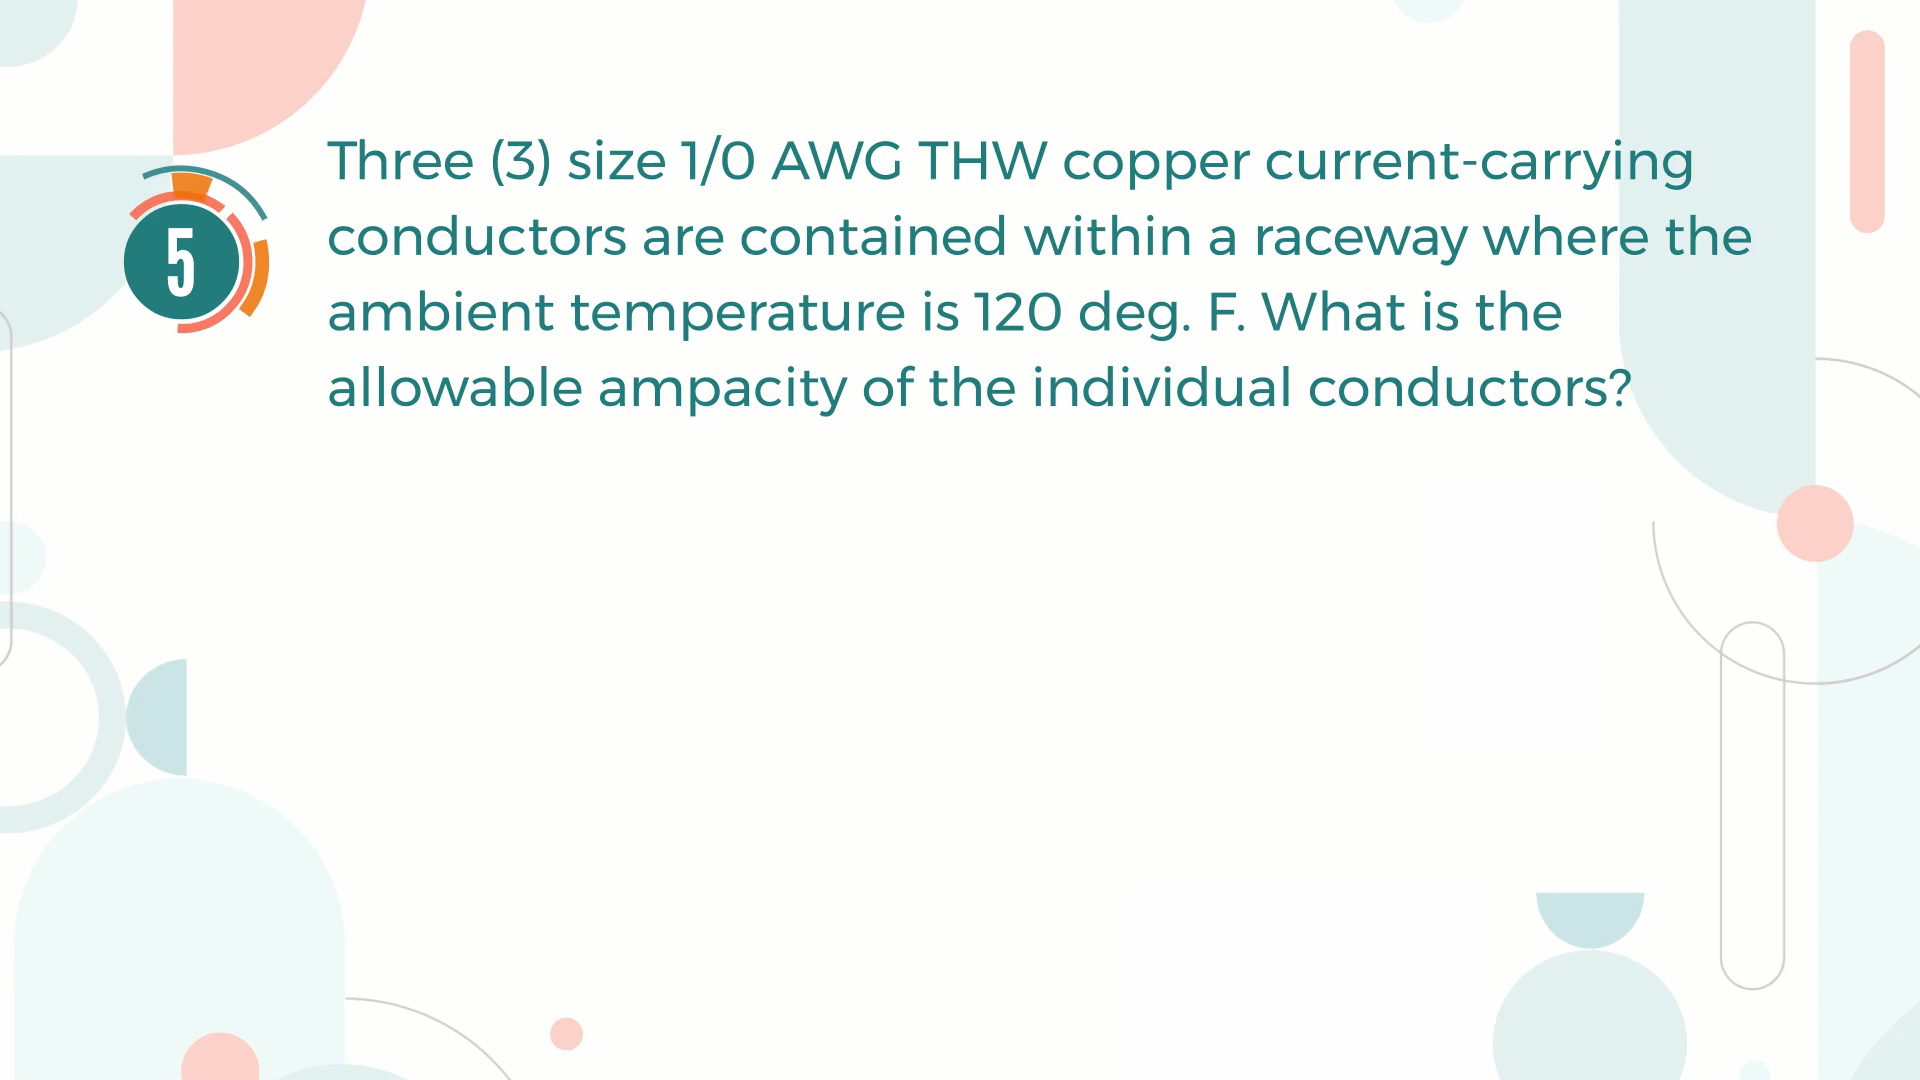 5
Three (3) size 1/0 AWG THW copper current-carrying
conductors are contained within a raceway where the
ambient temperature is 120 deg. F. What is the
allowable ampacity of the individual conductors?